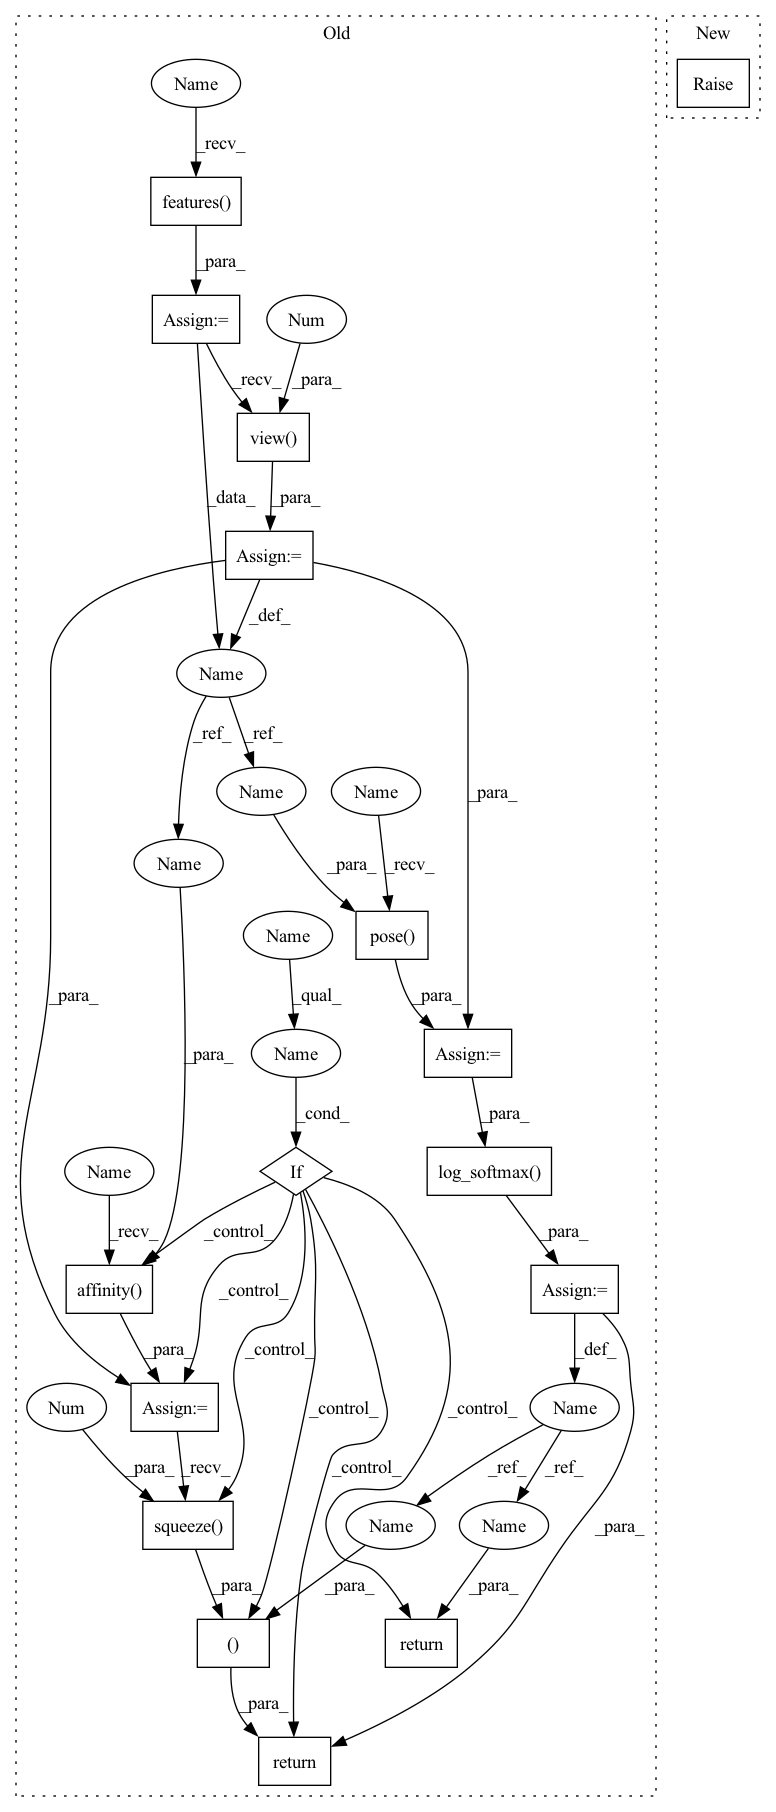 Old
New
Name
Raise
_recv_
features()
_para_
Assign:=
Num
_recv_
_para_
view()
_data_
_para_
Assign:=
_def_
Name
_ref_
_ref_
Name
Name
_para_
Name
_para_
_recv_
Name
pose()
_qual_
_para_
_para_
_para_
Name
Assign:=
_cond_
_para_
Name
If
log_softmax()
_recv_
_control_
_para_
affinity()
_control_
Assign:=
_para_
_control_
_def_
Num
Assign:=
_control_
_control_
Name
_para_
_recv_
_control_
_ref_
_ref_
squeeze()
Name
Name
_para_
_para_
_para_
_para_
()
return
_para_
return